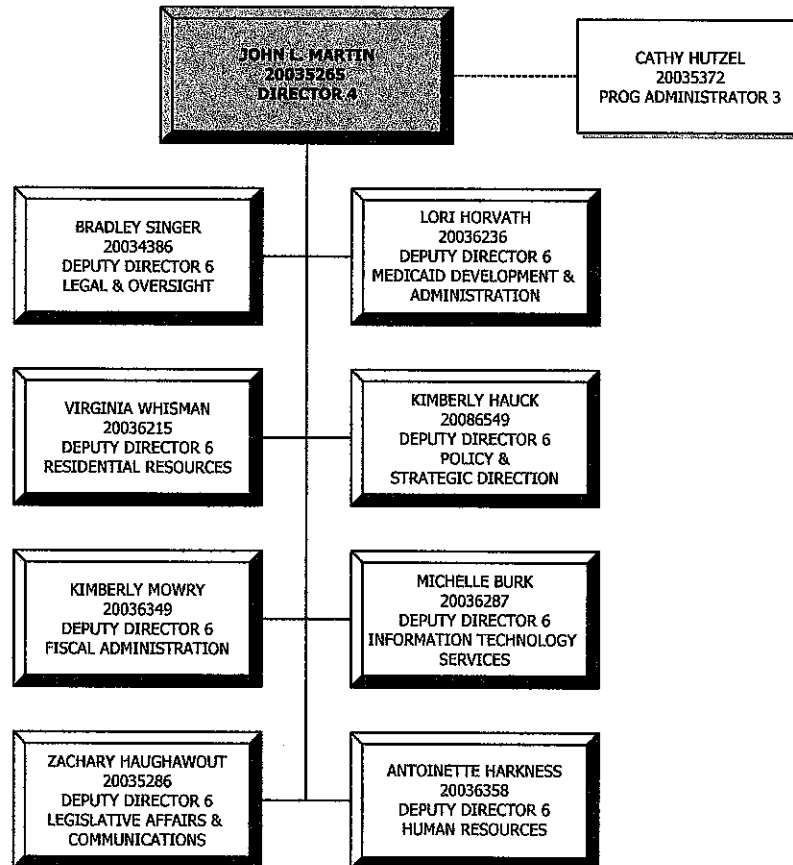 JOHN L. MARTIN
20035265
DIRECTOR 4
CATHY HUTZEL
20035372
PROG ADMINISTRATOR 3
BRADLEY SINGER
20034386
DEPUTY DIRECTOR 6
LEGAL & OVERSIGHT
LORI HORVATH
20036236
DEPUTY DIRECTOR 6
MEDICAID DEVELOPMENT &
ADMINISTRATION
VIRGINIA WHISMAN
20036215
DEPUTY DIRECTOR 6
RESIDENTIAL RESOURCES
KIMBERLY HAUCK
20086549
DEPUTY DIRECTOR 6
POLICY &
STRATEGIC DIRECTION
KIMBERLY MOWRY
20036349
DEPUTY DIRECTOR 6
FISCAL ADMINISTRATION
MICHELLE BURK
20036287
DEPUTY DIRECTOR 6
INFORMATION TECHNOLOGY
SERVICES
ZACHARY HAUGHAWOUT
20035286
DEPUTY DIRECTOR 6
LEGISLATIVE AFFAIRS &
COMMUNICATIONS
ANTOINETTE HARKNESS
20036358
DEPUTY DIRECTOR 6
HUMAN RESOURCES